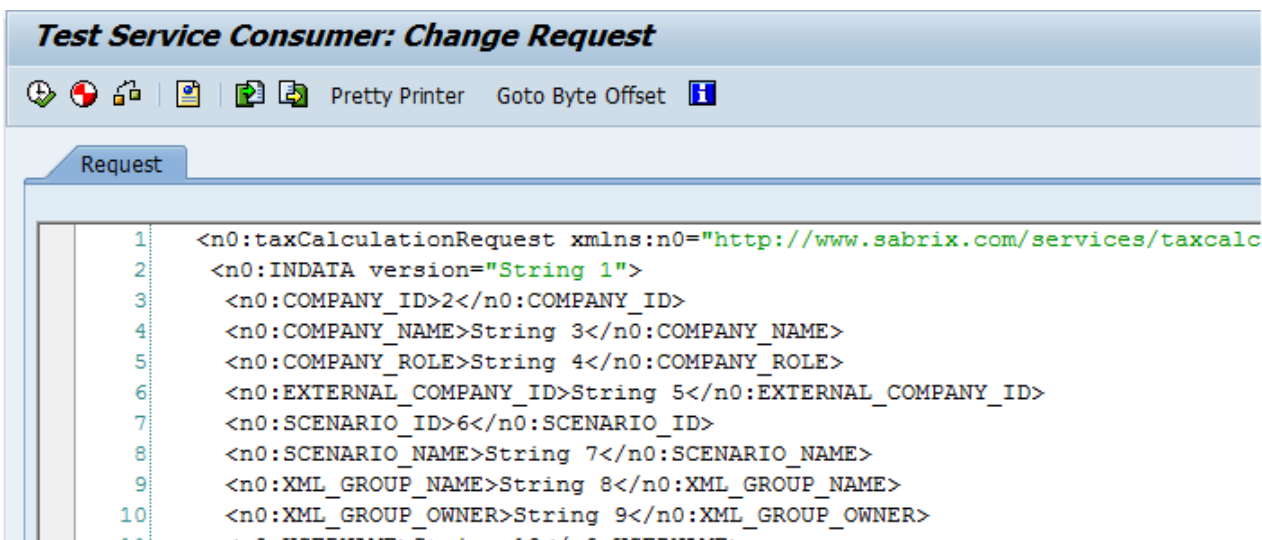 Test Service Consumer: Change Request
Pretty Printer Goto Byte Offset
Request
1 <n0:taxCalculationRequest xmlns:n0="http://www.sabrix.com/services/taxcalc
2 <n0:INDATA version="String 1">
3 <n0:COMPANY_ID>2</n0:COMPANY_ID>
4 <n0:COMPANY_NAME>String 3</n0:COMPANY_NAME>
5 <n0:COMPANY_ROLE>String 4</n0:COMPANY_ROLE>
6 <n0:EXTERNAL_COMPANY_ID>String 5</n0:EXTERNAL_COMPANY_ID>
7 <n0:SCENARIO_ID>6</n0:SCENARIO_ID>
8 <n0:SCENARIO_NAME>String 7</n0:SCENARIO_NAME>
9 <n0:XML_GROUP_NAME>String 8</n0:XML_GROUP_NAME>
10 <n0:XML_GROUP_OWNER>String 9</n0:XML_GROUP_OWNER>